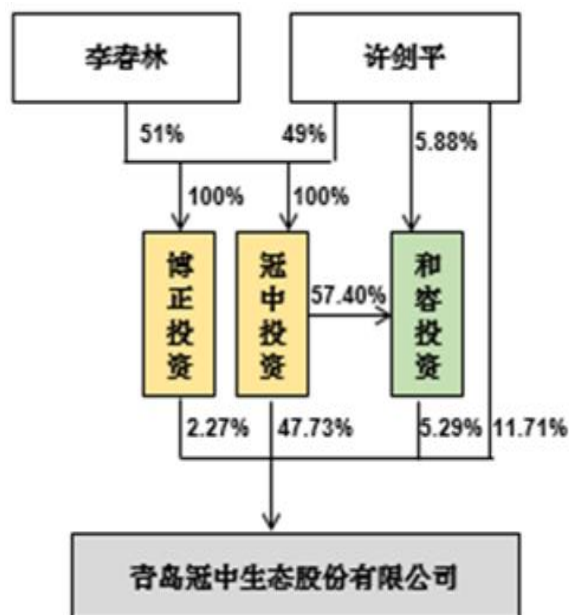 李春林
许剑平
51%
49%
5.88%
100%
100%
博正投资
冠中投资
57.40%
和容投资
2.27%
47.73%
5.29%
11.71%
青岛冠中生态股份有限公司